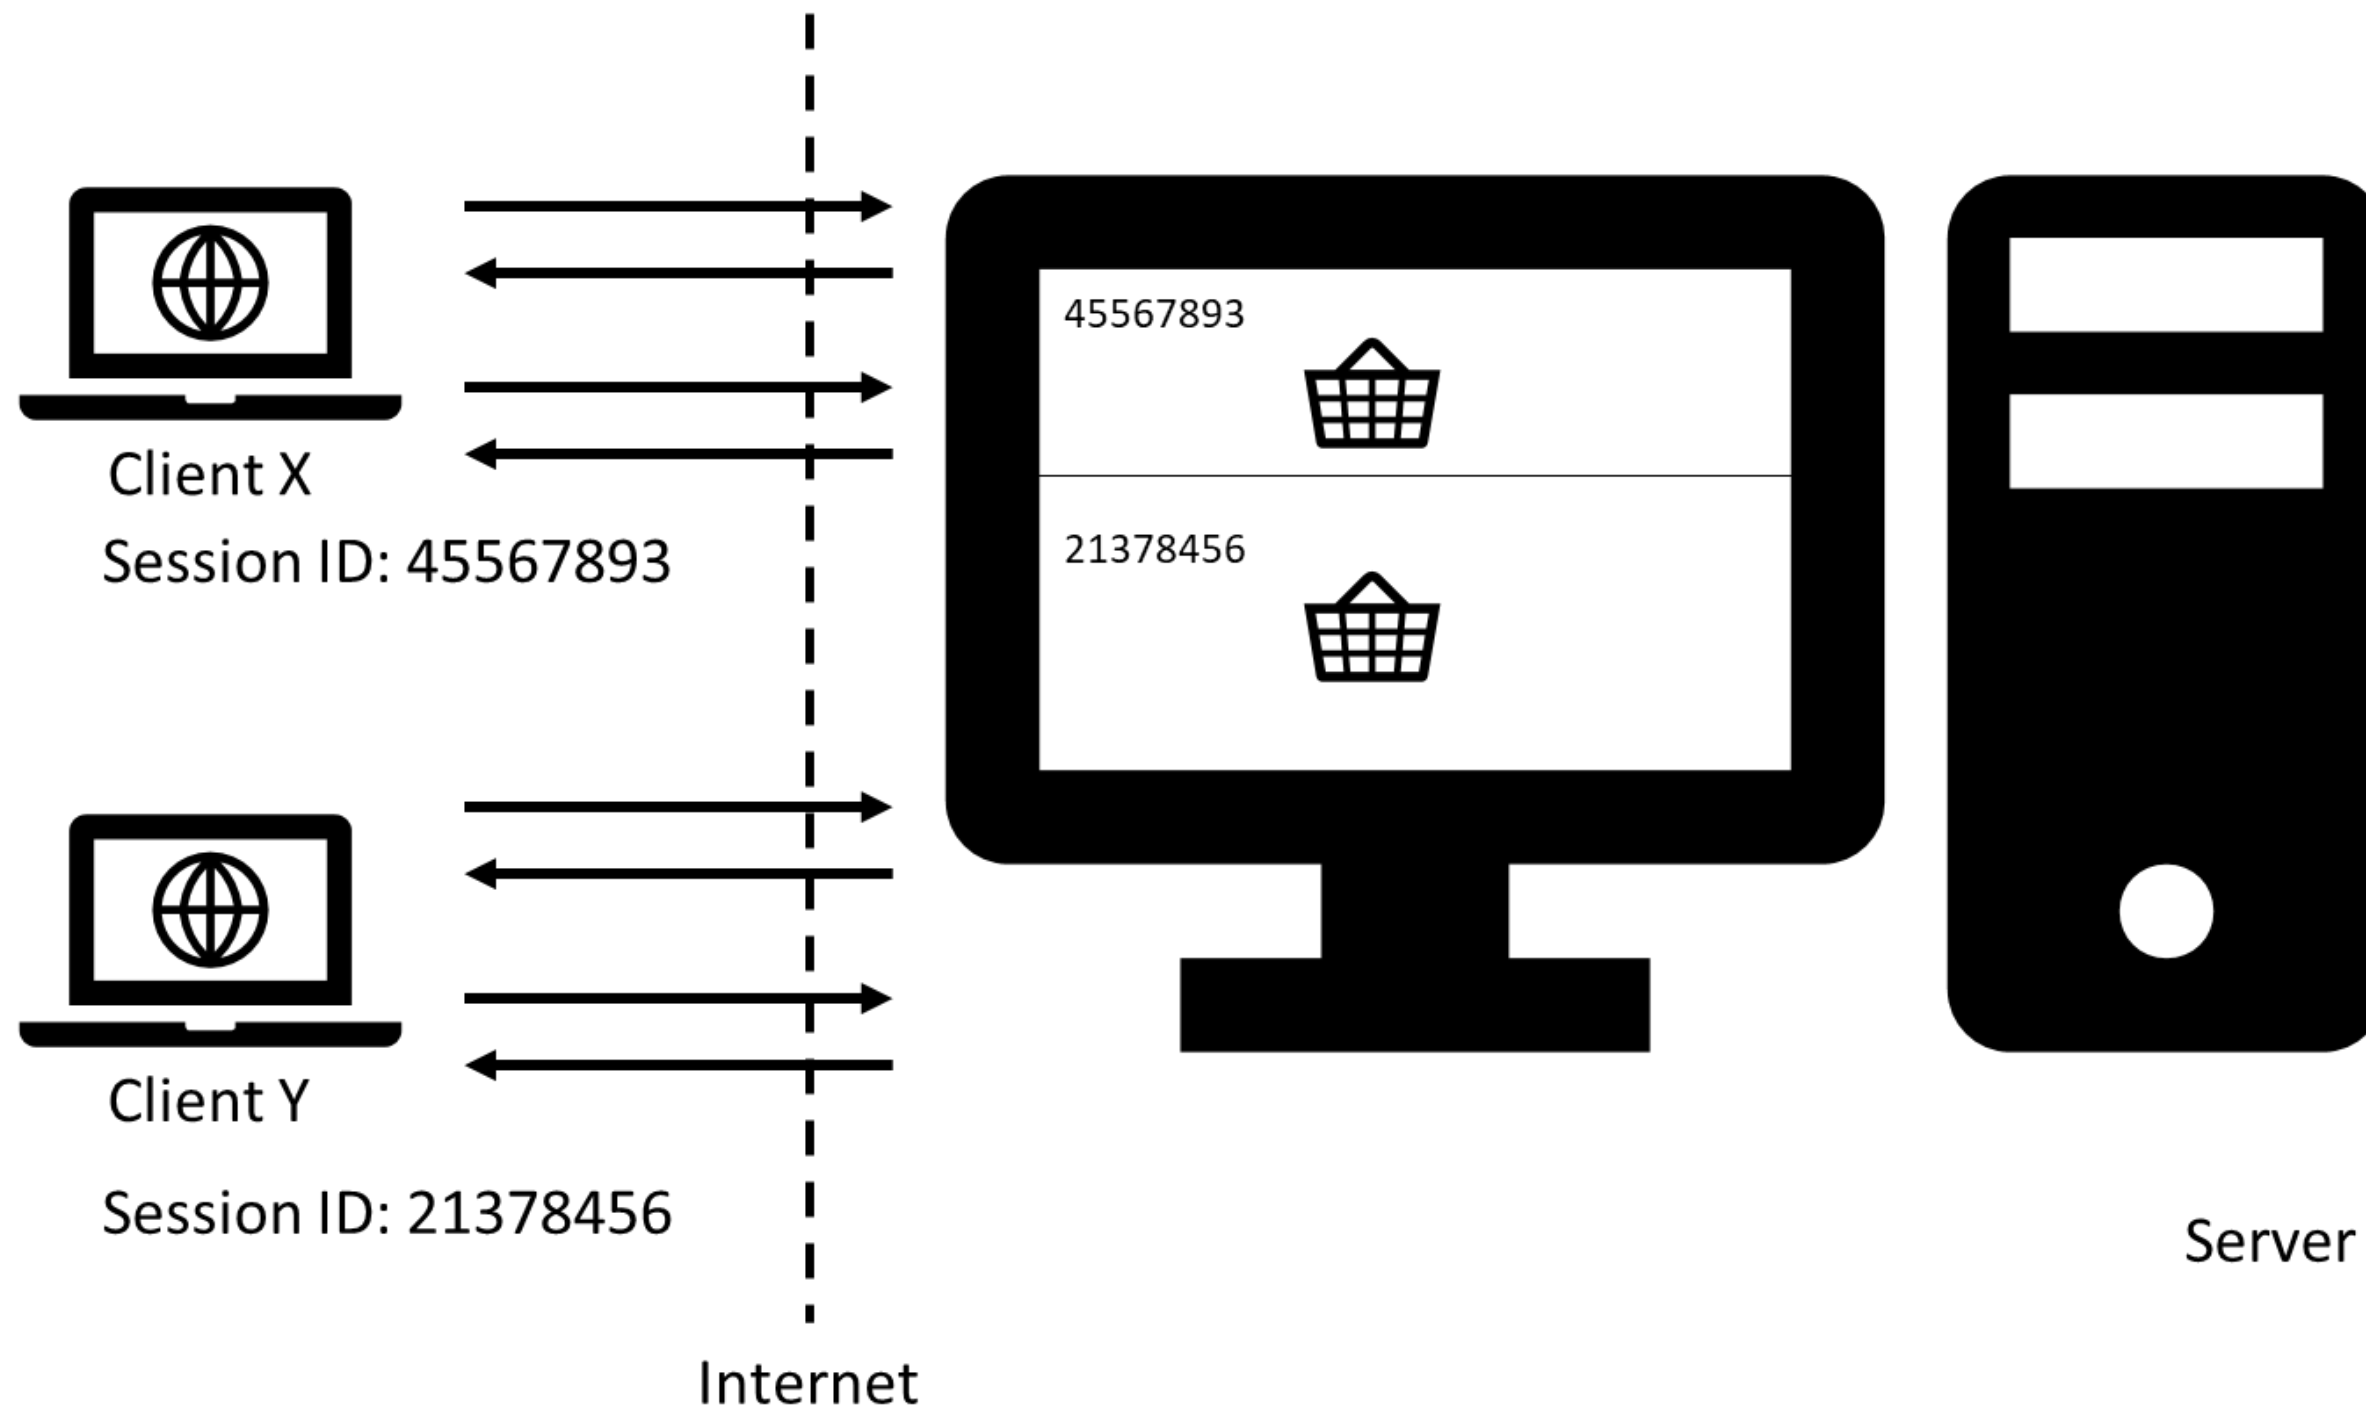 45567893
Client X
Session ID: 45567893
21378456
Client Y
Session ID: 21378456
Server
Internet